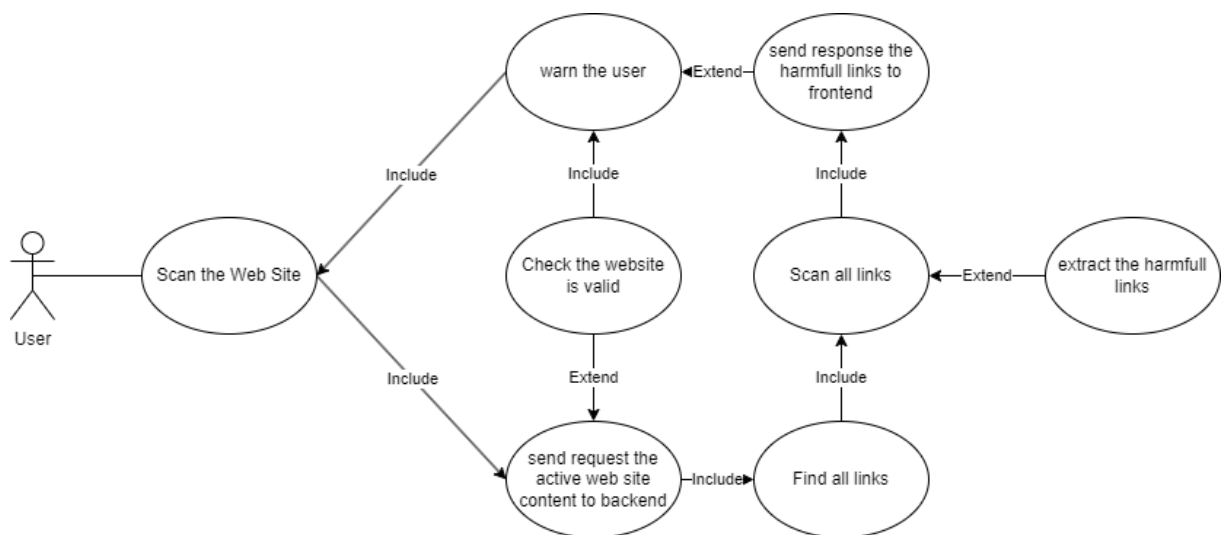 warn the user
send response the
harmfull links to
frontend
Extend
Include
Include
Include
User
Scan the Web Site
Check the website
is valid
Scan all links
Extend
extract the harmfull
links
Include
Extend
Include
send request the
active web site
content to backend
Include
Find all links